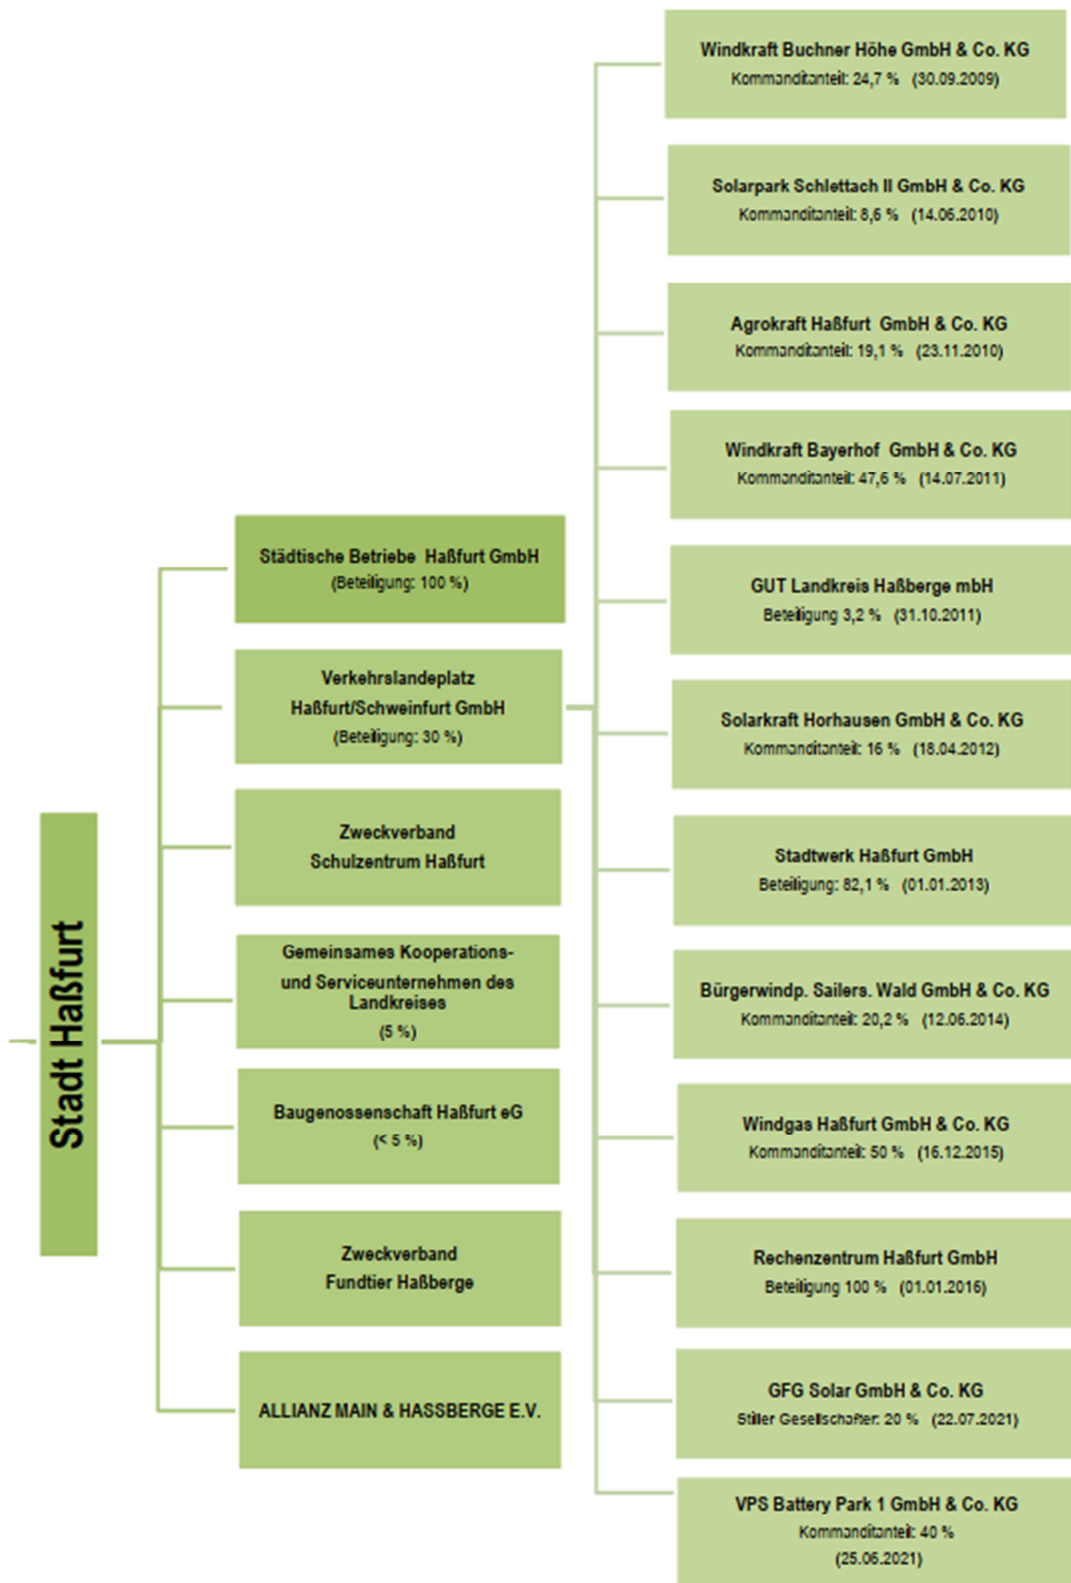 Stadt Haßfurt
Städtische Betriebe Haßfurt GmbH
(Beteiligung: 100 %)
Verkehrslandeplatz
Haßfurt/Schweinfurt GmbH
(Beteiligung: 30 %)
Zweckverband
Schulzentrum Haßfurt
Gemeinsames Kooperations-
und Serviceunternehmen des
Landkreises
(5 %)
Baugenossenschaft Haßfurt eG
(< 5 %)
Zweckverband
Fundtier Haßberge
ALLIANZ MAIN & HASSBERGE E.V.
Windkraft Buchner Höhe GmbH & Co. KG
Kommanditanteil: 24,7 % (30.09.2009)
Solarpark Schlettach II GmbH & Co. KG
Kommanditanteil: 8,6 % (14.06.2010)
Agrokraft Haßfurt GmbH & Co. KG
Kommanditanteil: 19,1 % (23.11.2010)
Windkraft Bayerhof GmbH & Co. KG
Kommanditanteil: 47,6 % (14.07.2011)
GUT Landkreis Haßberge mbH
Beteiligung 3,2 % (31.10.2011)
Solarkraft Horhausen GmbH & Co. KG
Kommanditanteil: 16 % (18.04.2012)
Stadtwerk Haßfurt GmbH
Beteiligung: 82,1 % (01.01.2013)
Bürgerwindp. Sailers. Wald GmbH & Co. KG
Kommanditanteil: 20,2 % (12.06.2014)
Windgas Haßfurt GmbH & Co. KG
Kommanditanteil: 50 % (16.12.2015)
Rechenzentrum Haßfurt GmbH
Beteiligung 100 % (01.01.2016)
GFG Solar GmbH & Co. KG
Stiller Gesellschafter: 20 % (22.07.2021)
VPS Battery Park 1 GmbH & Co. KG
Kommanditanteil: 40 %
(25.06.2021)